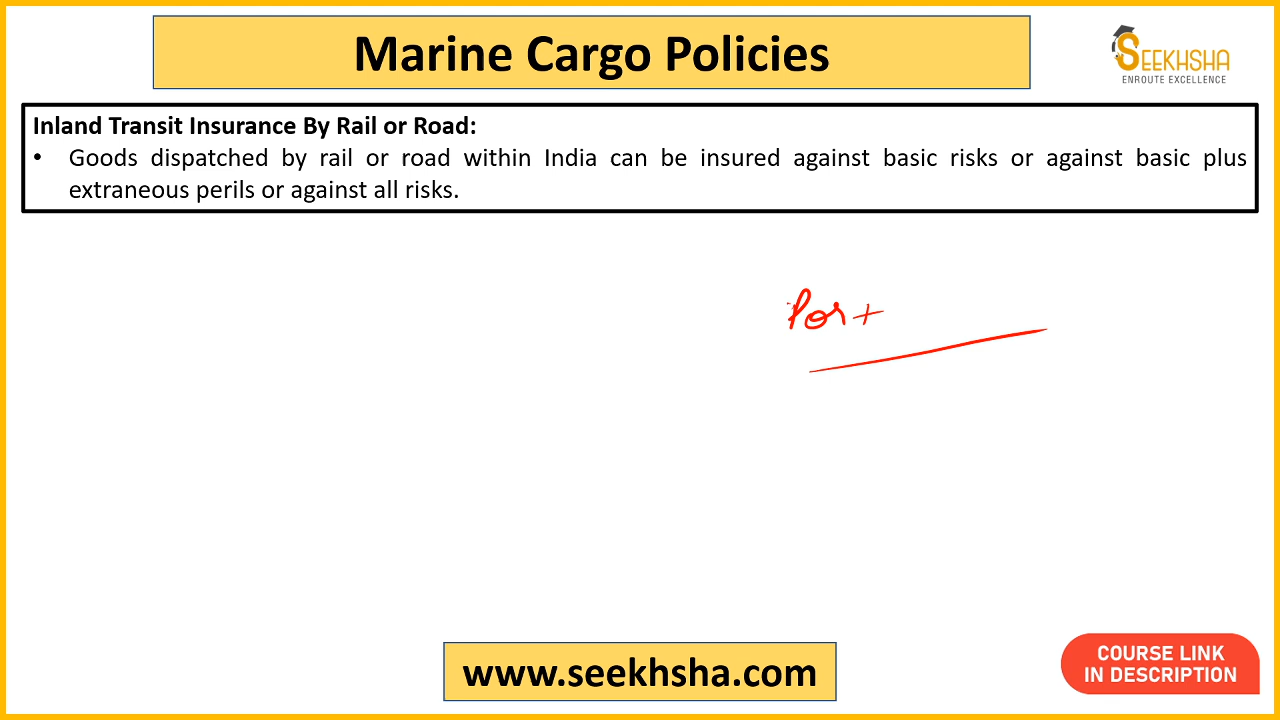 Marine Cargo Policies
SEEKHSHA
ENROUTE EXCELLENCE
Inland Transit Insurance By Rail or Road:
• Goods dispatched by rail or road within India can be insured against basic risks or against basic plus
extraneous perils or against all risks.
Port
www.seekhsha.com
COURSE LINK
IN DESCRIPTION